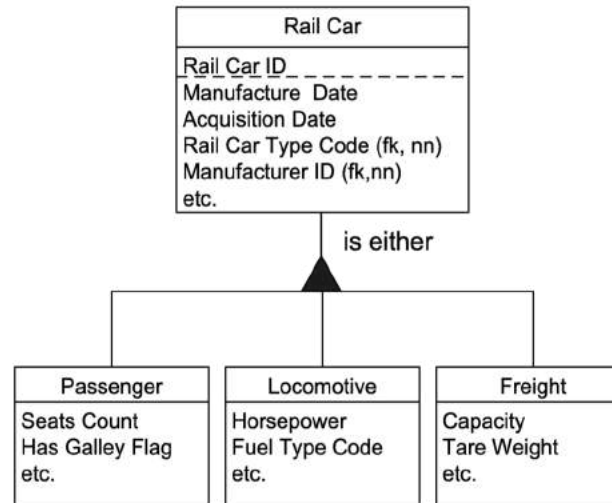 Rail Car
Rail Car ID
Manufacture Date
Acquisition Date
Rail Car Type Code (fk, nn)
Manufacturer ID (fk,nn)
etc.
is either
Passenger
Seats Count
Has Galley Flag
etc.
Locomotive
Horsepower
Fuel Type Code
etc.
Freight
Capacity
Tare Weight
etc.